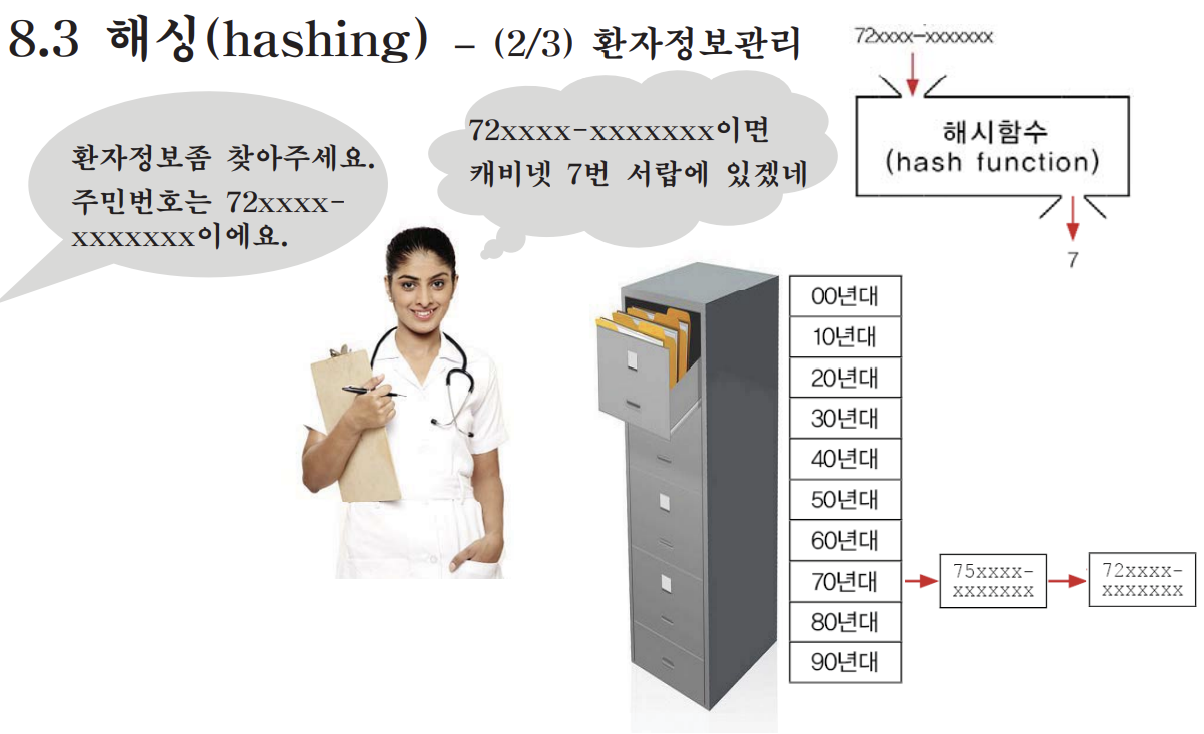 8.3 해싱(hashing) – (2/3) 환자정보관리
환자정보좀 찾아주세요.
주민번호는 72xxxx-
xxxxxxx이에요.
72xxxx-xxxxxxx이면
캐비넷 7번 서랍에 있겠네
72xxxx-xxxxxxx
해시함수
(hash function)
7
00년대
10년대
20년대
30년대
40년대
50년대
60년대
70년대
75xxxx-
xxxxxxx
72xxxx-
xxxxxxx
80년대
90년대